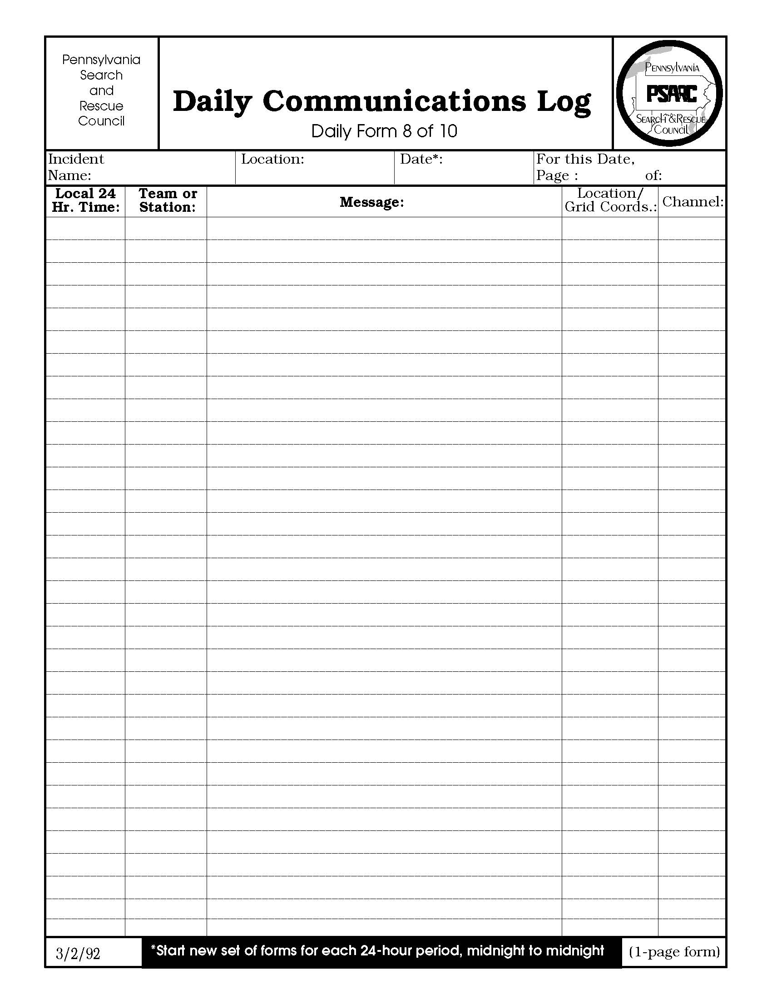 Pennsylvania
Search
and
Rescue
Council
Daily Communications Log
Daily Form 8 of 10
Pennsylvania
PSARC
Search & Rescue
Council
Incident
Name:
Location:
Date*:
For this Date,
Page : of:
Local 24
Hr. Time:
Team or
Station:
Message:
Location/
Grid Coords.:
Channel:
3/2/92
*Start new set of forms for each 24-hour period, midnight to midnight
(1-page form)